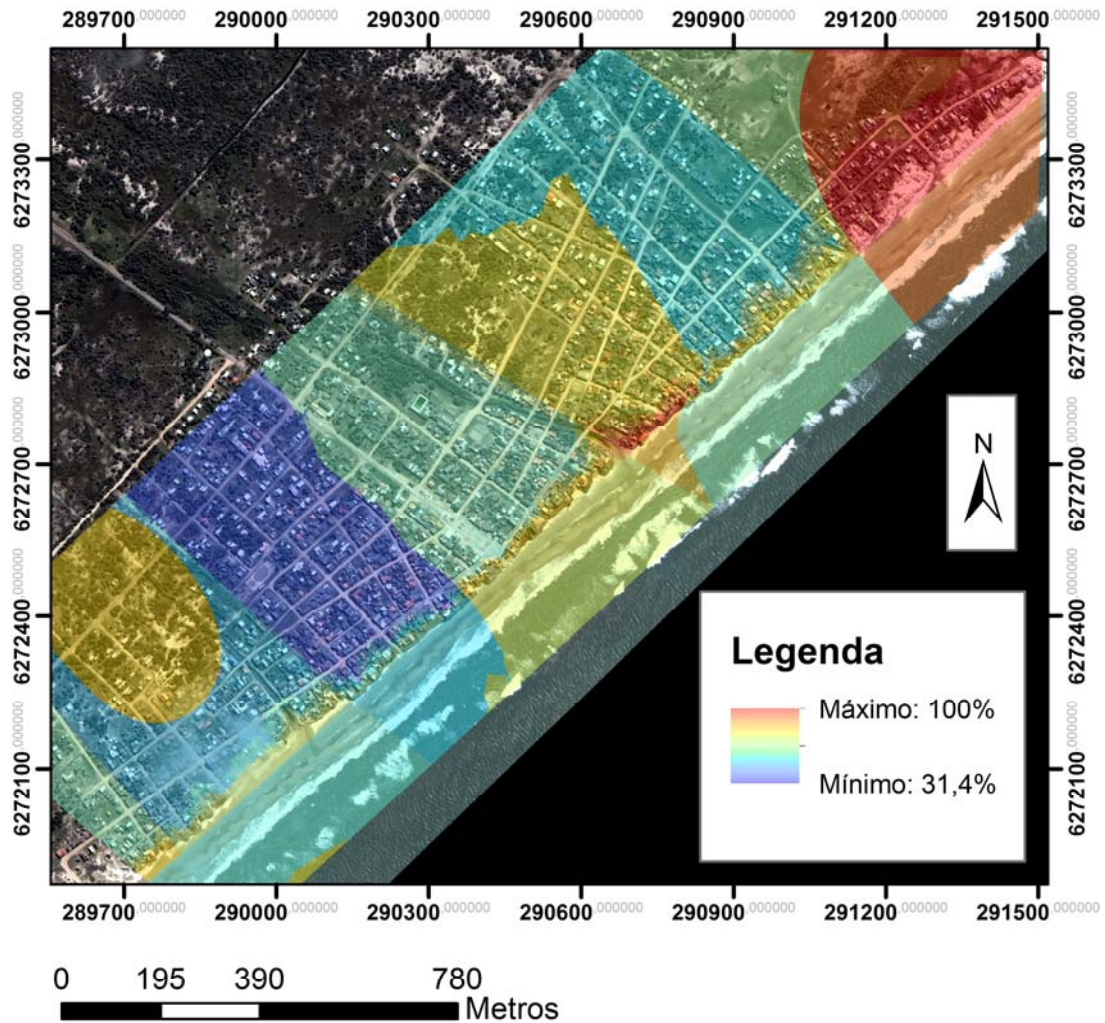 289700,000000 290000,000000 290300,000000 290600,000000 290900,000000 291200,000000 291500,000000
6273300,000000 6273300,000000
6273000,000000 6273000,000000
6272700,000000 6272700,000000
N
6272400,000000 6272400,000000
Legenda
Máximo: 100%
Mínimo: 31,4%
6272100,000000 6272100,000000
289700,000000 290000,000000 290300,000000 290600,000000 290900,000000 291200,000000 291500,000000
0 195 390 780
Metros